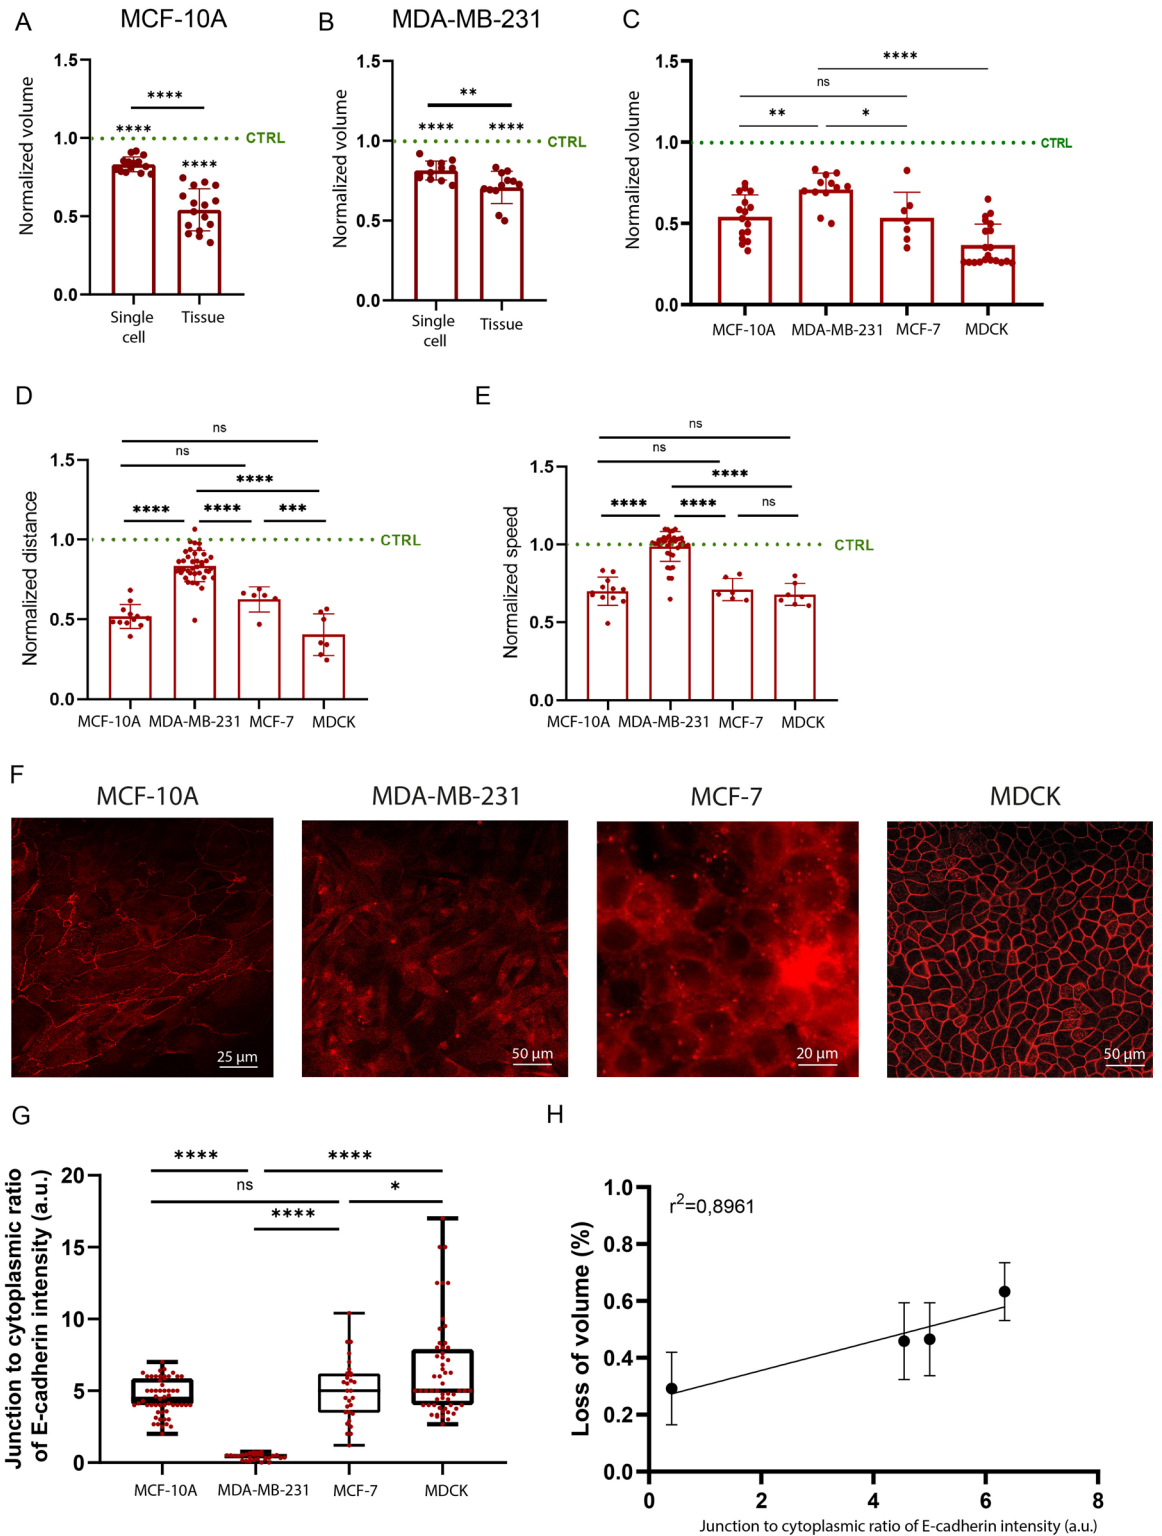 A
MCF-10A
Normalized volume
1.5
1.0
0.5
0.0
****
****
****
CTRL
Single
cell
Tissue
B
MDA-MB-231
Normalized volume
1.5
1.0
0.5
0.0
**
****
****
CTRL
Single
cell
Tissue
C
Normalized volume
1.5
1.0
0.5
0.0
****
ns
**
*
CTRL
MCF-10A
MDA-MB-231
MCF-7
MDCK
D
Normalized distance
1.5
1.0
0.5
0.0
ns
ns
****
****
****
***
CTRL
MCF-10A
MDA-MB-231
MCF-7
MDCK
E
Normalized speed
1.5
1.0
0.5
0.0
ns
ns
****
****
****
ns
CTRL
MCF-10A
MDA-MB-231
MCF-7
MDCK
F
MCF-10A
MDA-MB-231
MCF-7
MDCK
25 µm
50 µm
20 µm
50 µm
G
Junction to cytoplasmic ratio
of E-cadherin intensity (a.u.)
20
15
10
5
0
****
****
ns
*
****
MCF-10A
MDA-MB-231
MCF-7
MDCK
H
Loss of volume (%)
1.0
0.8
0.6
0.4
0.2
0.0
r²=0,8961
0
2
4
6
8
Junction to cytoplasmic ratio of E-cadherin intensity (a.u.)